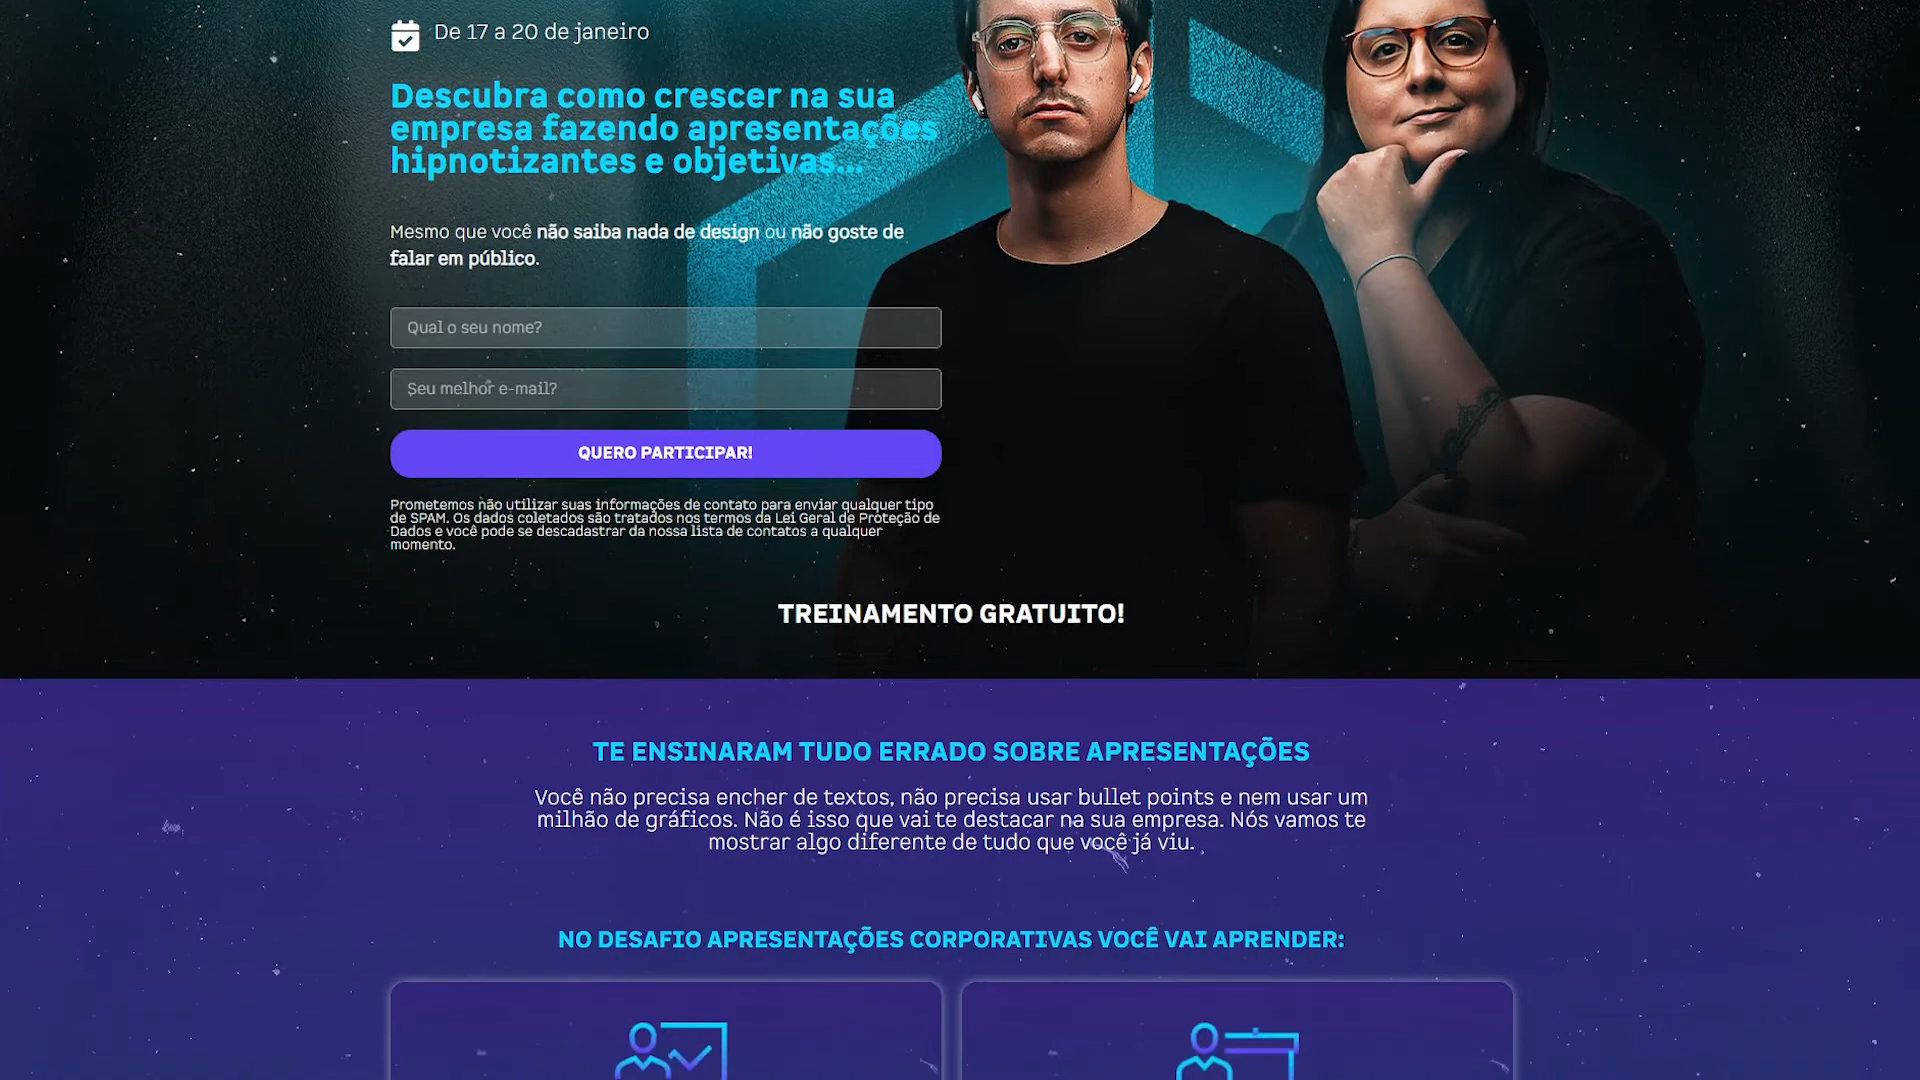 De 17 a 20 de janeiro
Descubra como crescer na sua
empresa fazendo apresentações
hipnotizantes e objetivas...
Mesmo que você não saiba nada de design ou não goste de
falar em público.
Qual o seu nome?
Seu melhor e-mail?
QUERO PARTICIPAR!
Prometemos não utilizar suas informações de contato para enviar qualquer tipo
de SPAM. Os dados coletados são tratados nos termos da Lei Geral de Proteção de
Dados e você pode se descadastrar da nossa lista de contatos a qualquer
momento.
TREINAMENTO GRATUITO!
TE ENSINARAM TUDO ERRADO SOBRE APRESENTAÇÕES
Você não precisa encher de textos, não precisa usar bullet points e nem usar um
milhão de gráficos. Não é isso que vai te destacar na sua empresa. Nós vamos te
mostrar algo diferente de tudo que você já viu.
NO DESAFIO APRESENTAÇÕES CORPORATIVAS VOCÊ VAI APRENDER: